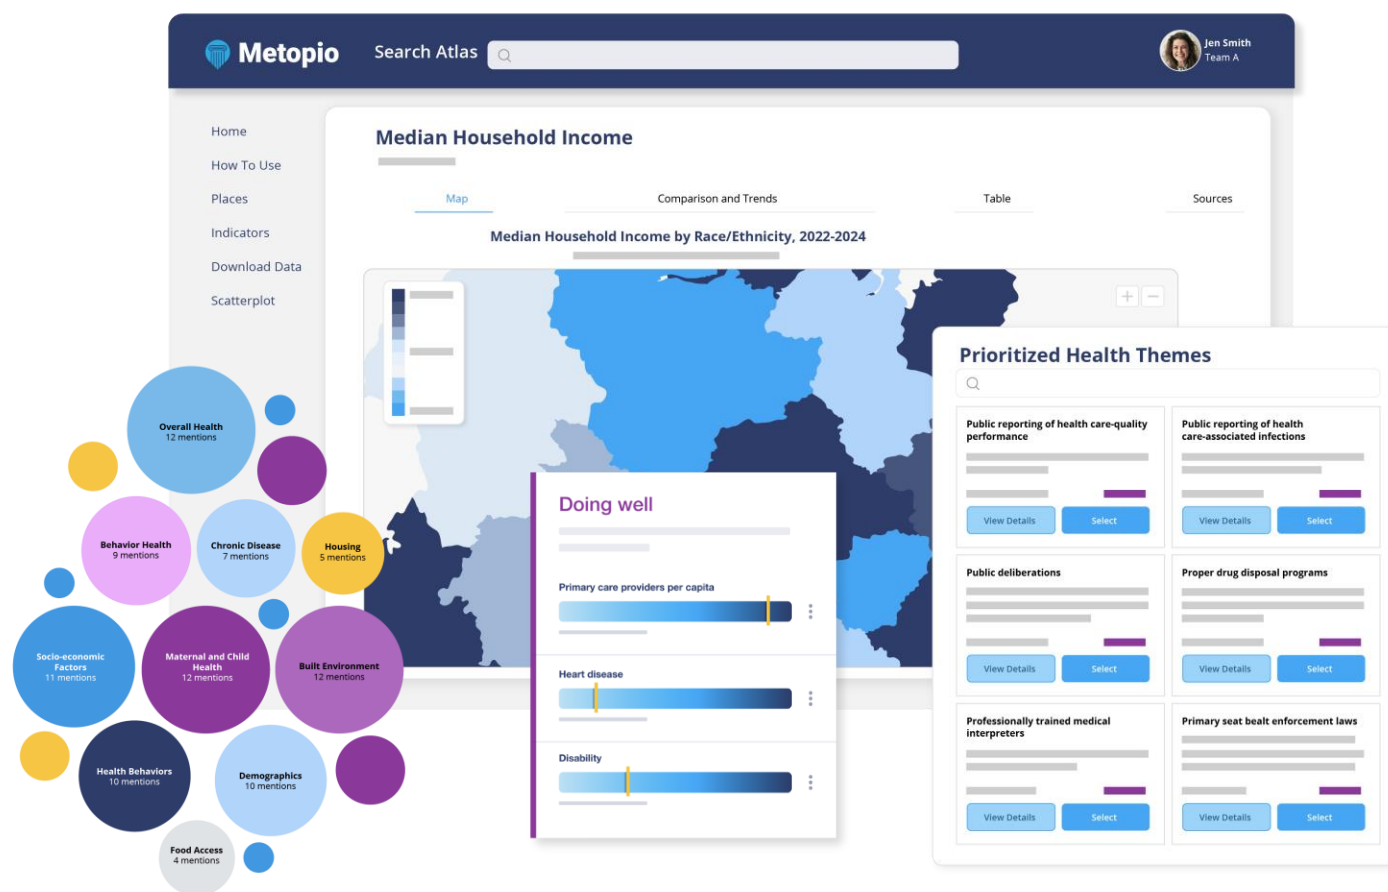 Metopio
Search Atlas
Jen Smith
Team A
Home
How To Use
Places
Indicators
Download Data
Scatterplot
Median Household Income
Map
Comparison and Trends
Table
Sources
Median Household Income by Race/Ethnicity, 2022-2024
+ −
Overall Health
12 mentions
Behavior Health
9 mentions
Chronic Disease
7 mentions
Housing
5 mentions
Socio-economic
Factors
11 mentions
Maternal and Child
Health
12 mentions
Built Environment
12 mentions
Health Behaviors
10 mentions
Demographics
10 mentions
Food Access
4 mentions
Doing well
Primary care providers per capita
Heart disease
Disability
Prioritized Health Themes
Public reporting of health care-quality
performance
View Details
Select
Public reporting of health
care-associated infections
View Details
Select
Public deliberations
View Details
Select
Proper drug disposal programs
View Details
Select
Professionally trained medical
interpreters
View Details
Select
Primary seat bealt enforcement laws
View Details
Select